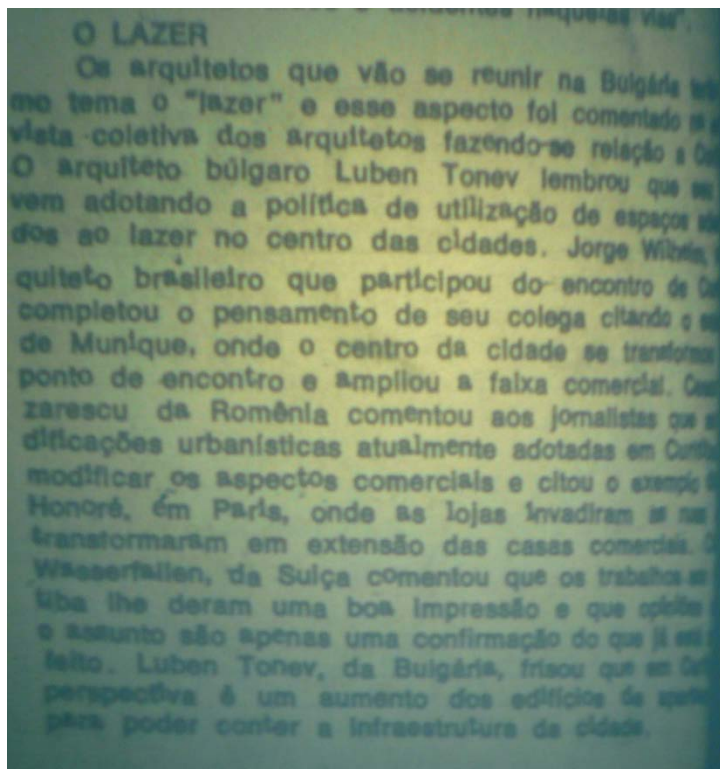 acidentes naquelas vias".
O LAZER
Os arquitetos que vão se reunir na Bulgária
mo tema o "lazer" e esse aspecto foi comentado
vista coletiva dos arquitetos fazendo-se relação a
O arquiteto búlgaro Luben Tonev lembrou que em
vem adotando a política de utilização de espaços
dos ao lazer no centro das cidades. Jorge Wilheim,
quiteto brasileiro que participou do encontro de
completou o pensamento de seu colega citando o
de Munique, onde o centro da cidade se transformou
ponto de encontro e ampliou a faixa comercial.
zarescu da Romênia comentou aos jornalistas que
dificações urbanísticas atualmente adotadas em
modificar os aspectos comerciais e citou o exemplo
Honoré, em Paris, onde as lojas invadiram as ruas
transformaram em extensão das casas comerciais.
Wasserfallen, da Suíça comentou que os trabalhos
tiba lhe deram uma boa impressão e que opiniões
o assunto são apenas uma confirmação do que já está
feito. Luben Tonev, da Bulgária, frisou que em
perspectiva é um aumento dos edifícios de
para poder conter a infraestrutura da cidade.